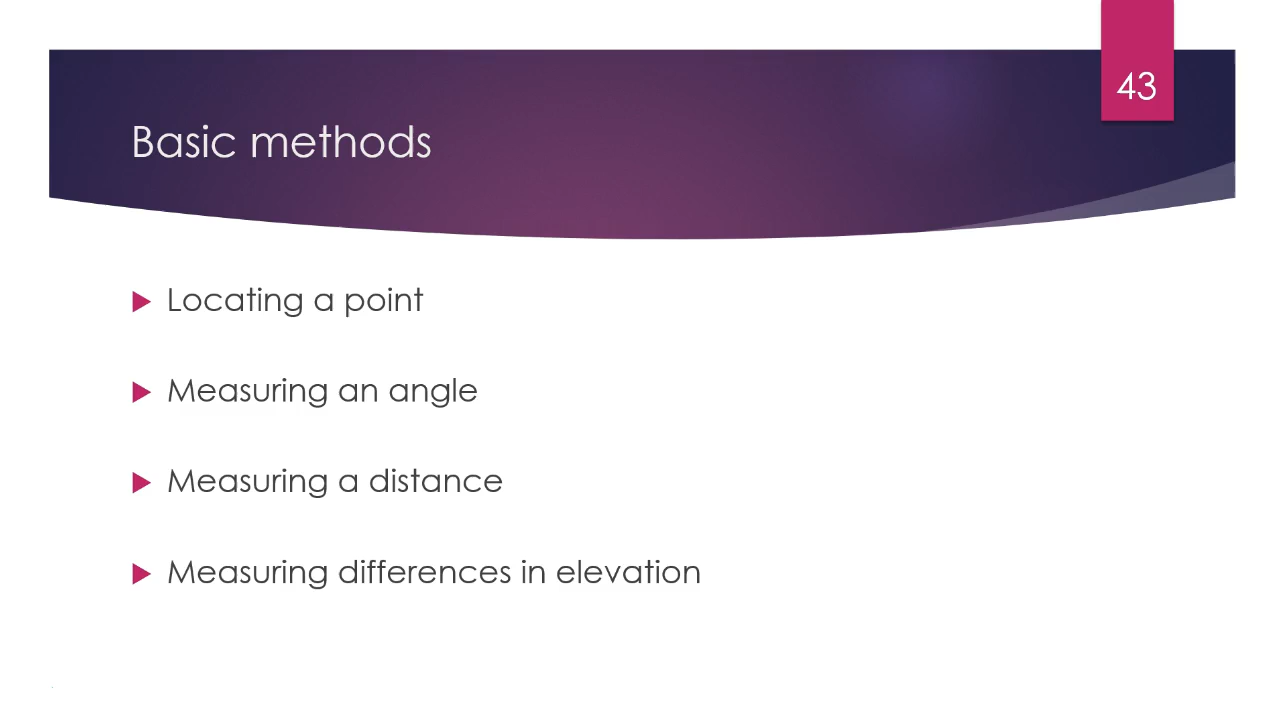 43
Basic methods
Locating a point
Measuring an angle
Measuring a distance
Measuring differences in elevation